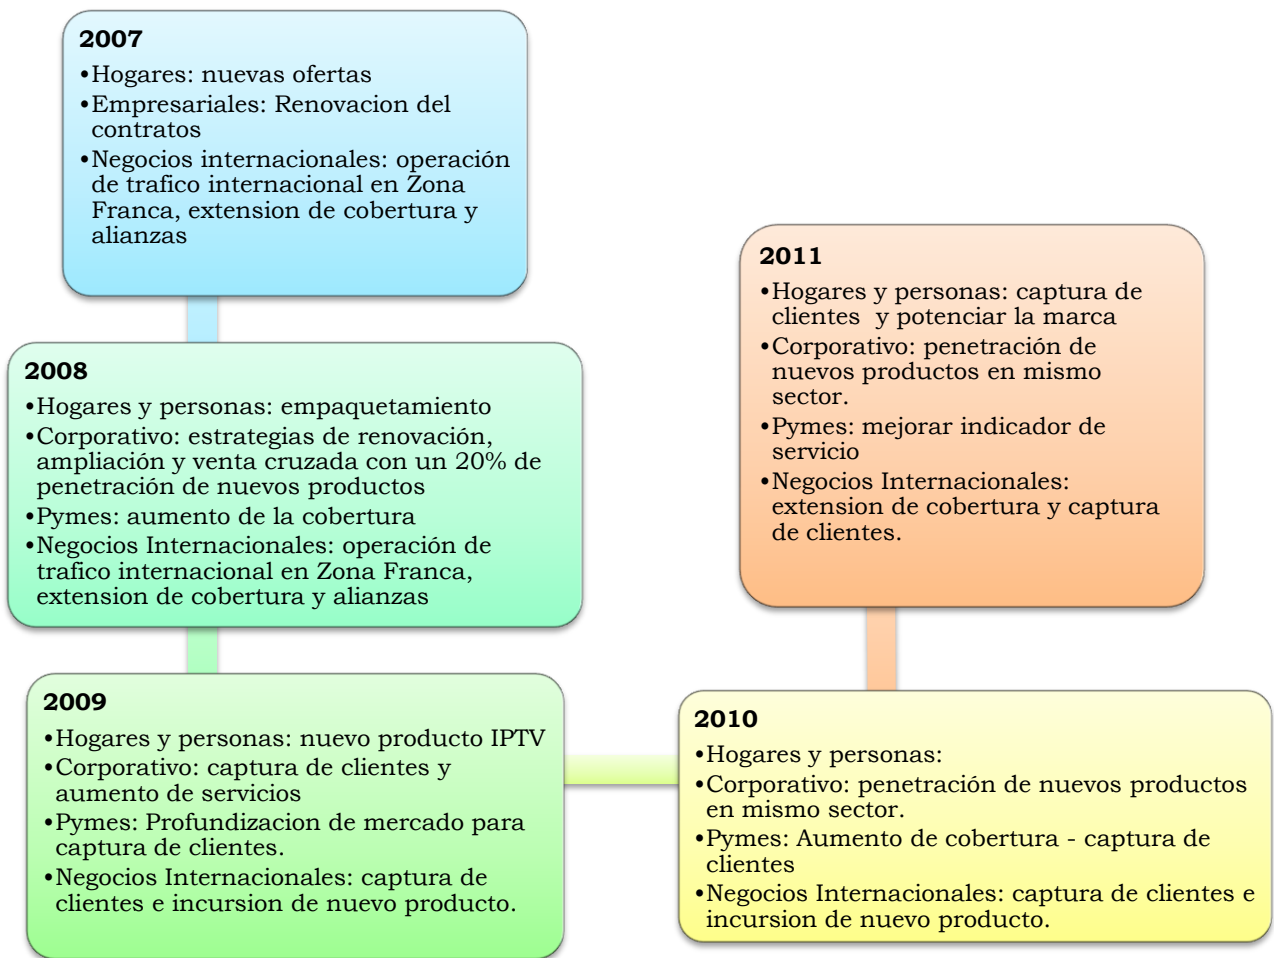 2007
•Hogares: nuevas ofertas
•Empresariales: Renovacion del
contratos
•Negocios internacionales: operación
de trafico internacional en Zona
Franca, extension de cobertura y
alianzas
2008
•Hogares y personas: empaquetamiento
•Corporativo: estrategias de renovación,
ampliación y venta cruzada con un 20% de
penetración de nuevos productos
•Pymes: aumento de la cobertura
•Negocios Internacionales: operación de
trafico internacional en Zona Franca,
extension de cobertura y alianzas
2009
•Hogares y personas: nuevo producto IPTV
•Corporativo: captura de clientes y
aumento de servicios
•Pymes: Profundizacion de mercado para
captura de clientes.
•Negocios Internacionales: captura de
clientes e incursion de nuevo producto.
2010
•Hogares y personas:
•Corporativo: penetración de nuevos productos
en mismo sector.
•Pymes: Aumento de cobertura - captura de
clientes
•Negocios Internacionales: captura de clientes e
incursion de nuevo producto.
2011
•Hogares y personas: captura de
clientes y potenciar la marca
•Corporativo: penetración de
nuevos productos en mismo
sector.
•Pymes: mejorar indicador de
servicio
•Negocios Internacionales:
extension de cobertura y captura
de clientes.